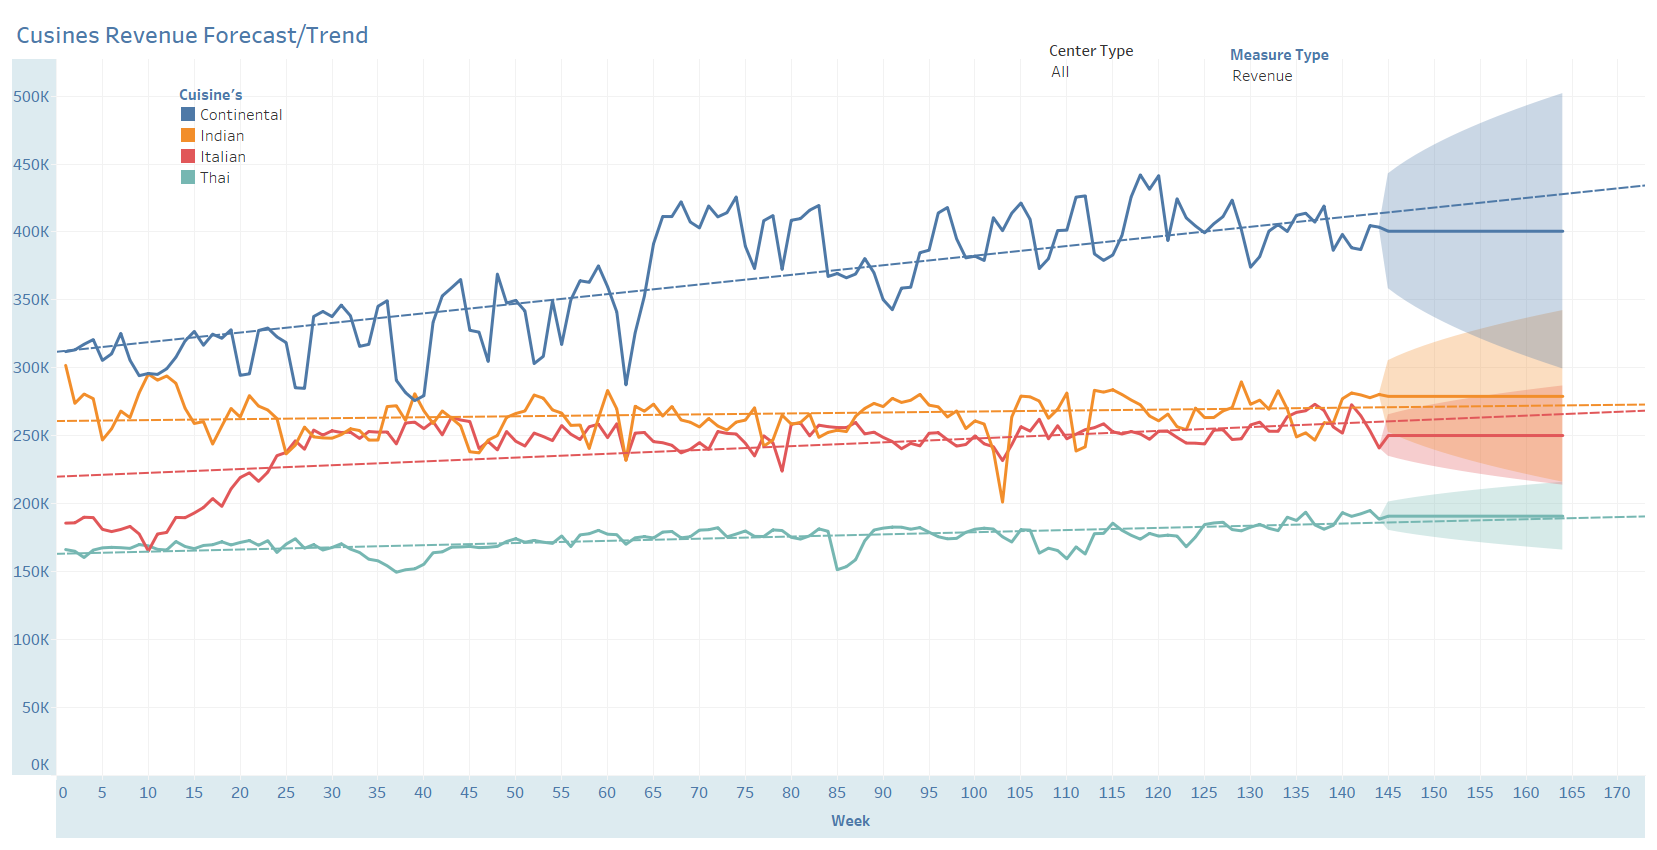 Cusines Revenue Forecast/Trend
Center Type
All
Measure Type
Revenue
Cuisine's
Continental
Indian
Italian
Thai
500K
450K
400K
350K
300K
250K
200K
150K
100K
50K
0K
0 5 10 15 20 25 30 35 40 45 50 55 60 65 70 75 80 85 90 95 100 105 110 115 120 125 130 135 140 145 150 155 160 165 170
Week